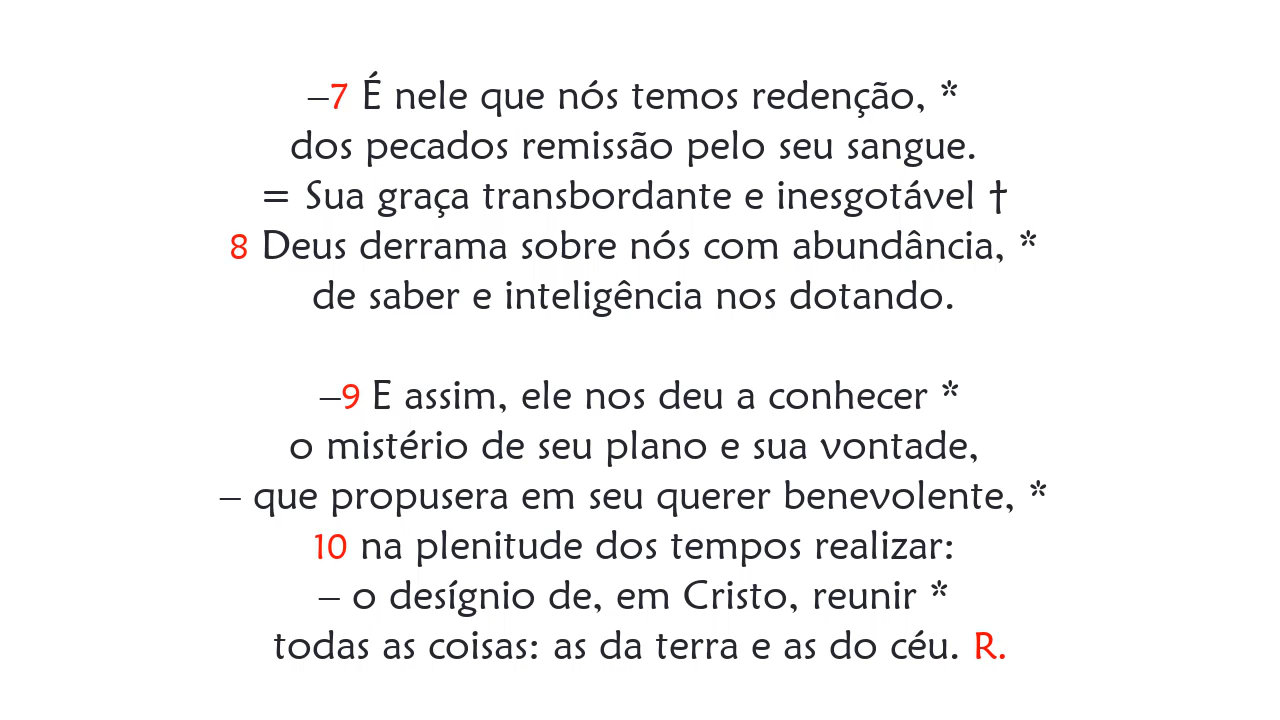 –7 É nele que nós temos redenção, *
dos pecados remissão pelo seu sangue.
= Sua graça transbordante e inesgotável †
8 Deus derrama sobre nós com abundância, *
de saber e inteligência nos dotando.
–9 E assim, ele nos deu a conhecer *
o mistério de seu plano e sua vontade,
– que propusera em seu querer benevolente, *
10 na plenitude dos tempos realizar:
– o desígnio de, em Cristo, reunir *
todas as coisas: as da terra e as do céu. R.